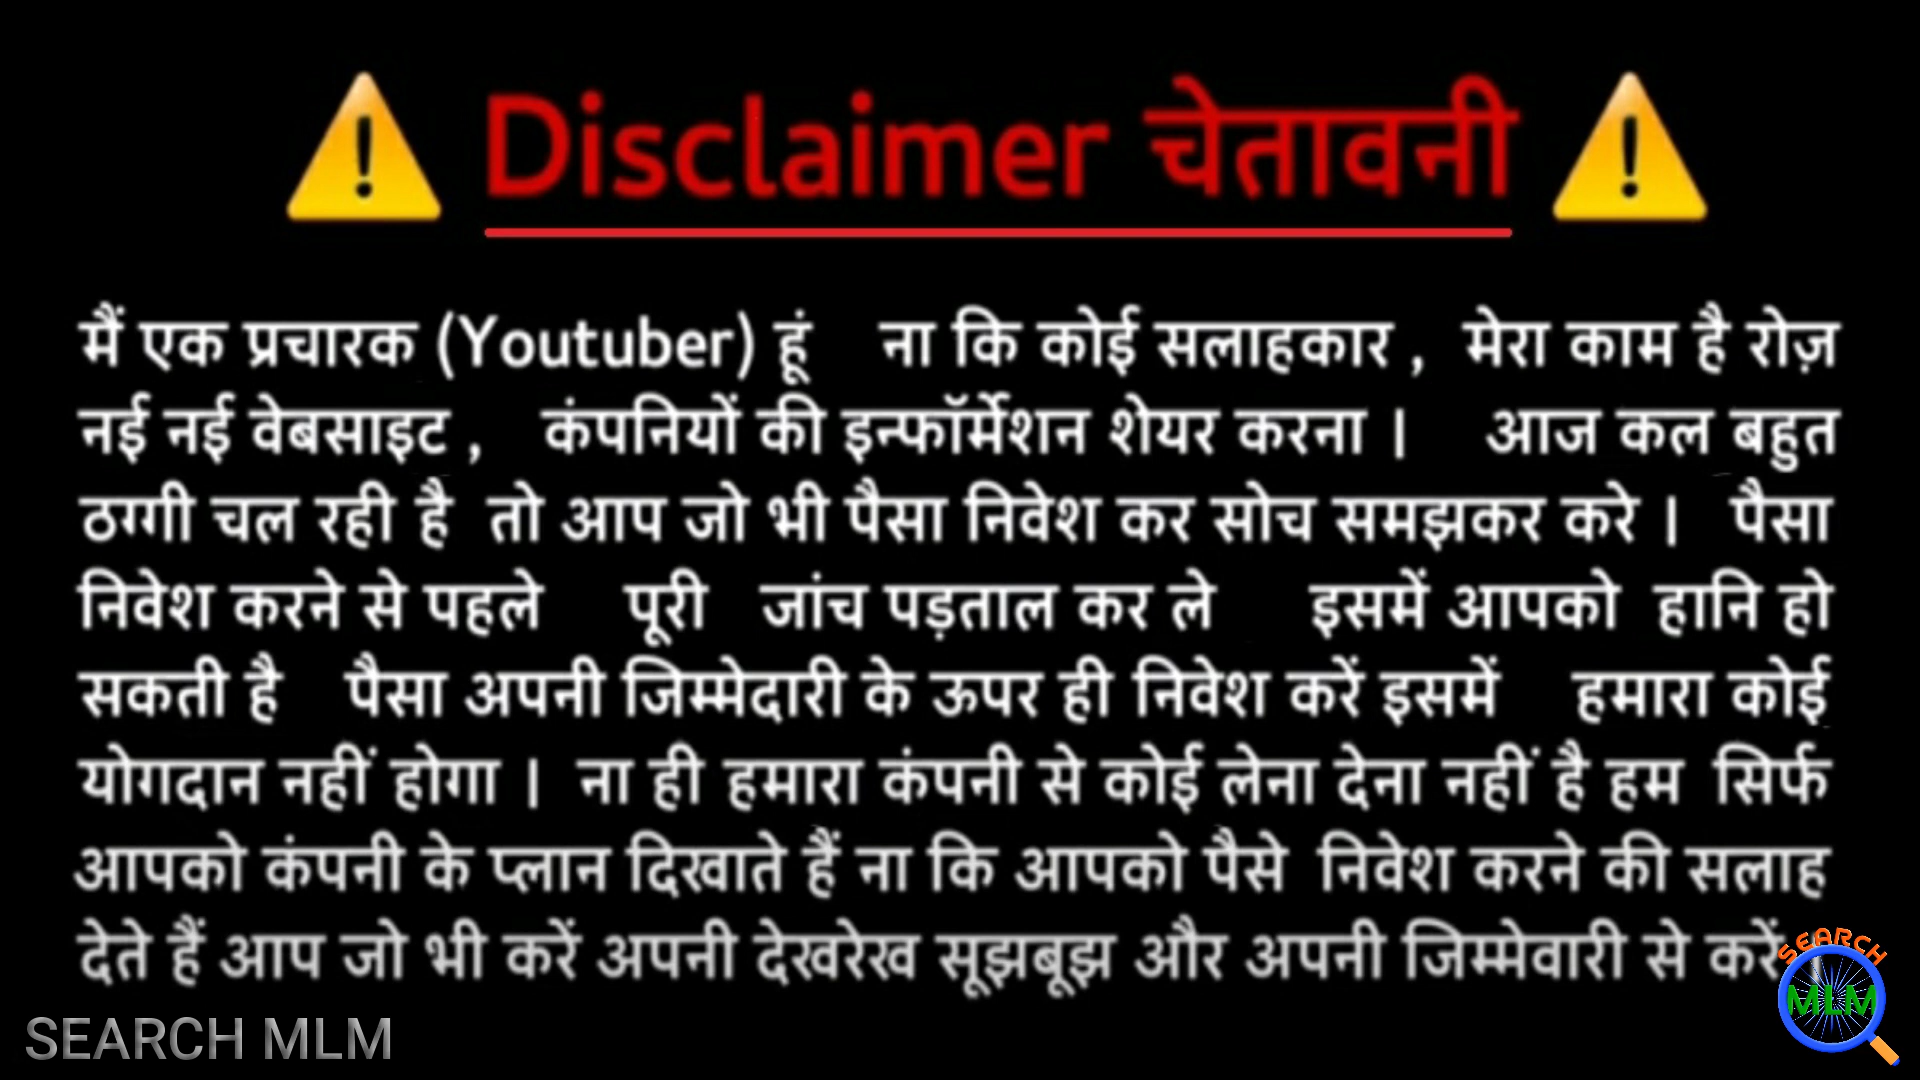 Disclaimer चेतावनी
मैं एक प्रचारक (Youtuber) हूं ना कि कोई सलाहकार , मेरा काम है रोज़
नई नई वेबसाइट , कंपनियों की इन्फॉर्मेशन शेयर करना । आज कल बहुत
ठग्गी चल रही है तो आप जो भी पैसा निवेश कर सोच समझकर करे । पैसा
निवेश करने से पहले पूरी जांच पड़ताल कर ले इसमें आपको हानि हो
सकती है पैसा अपनी जिम्मेदारी के ऊपर ही निवेश करें इसमें हमारा कोई
योगदान नहीं होगा । ना ही हमारा कंपनी से कोई लेना देना नहीं है हम सिर्फ
आपको कंपनी के प्लान दिखाते हैं ना कि आपको पैसे निवेश करने की सलाह
देते हैं आप जो भी करें अपनी देखरेख सूझबूझ और अपनी जिम्मेवारी से करें
SEARCH
MLM
SEARCH MLM